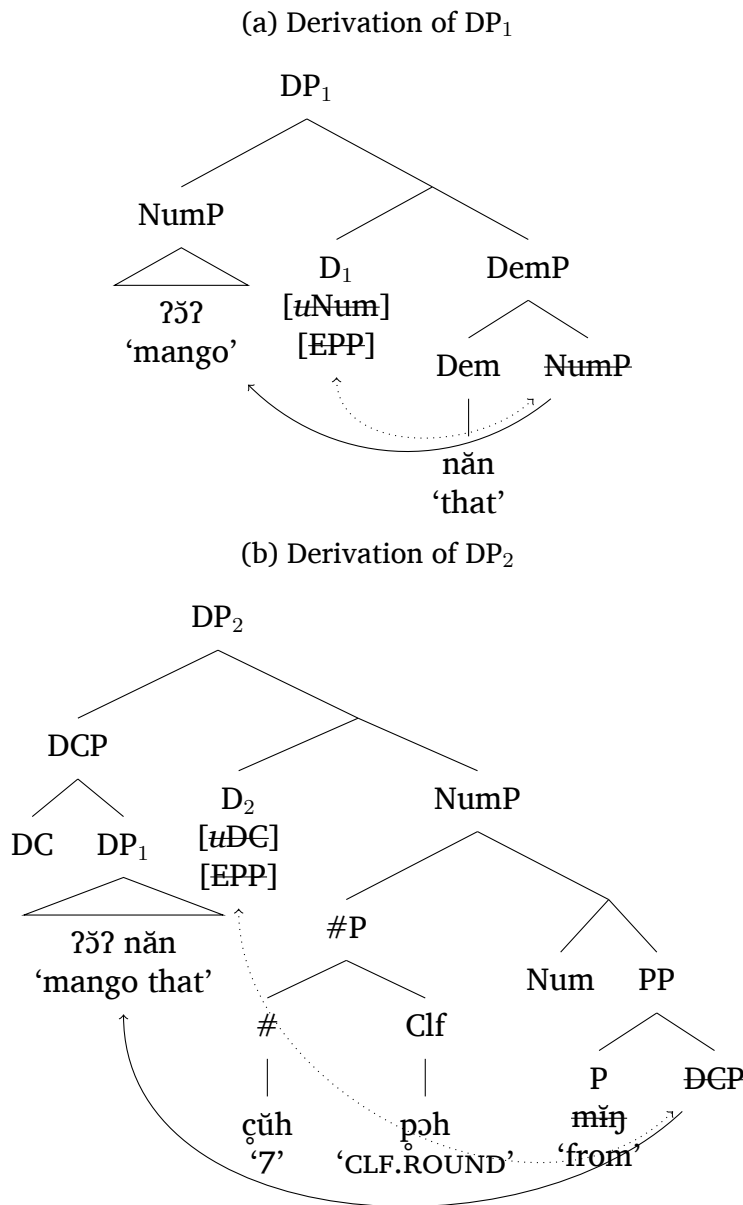 (a) Derivation of DP₁
DP₁
NumP
D₁ DemP
[uNum]
ʔɔ̆ʔ
‘mango’ [EPP]
Dem NumP
năn
‘that’
(b) Derivation of DP₂
DP₂
DCP
D₂ NumP
[uDC]
DC DP₁
[EPP]
#P
ʔɔ̆ʔ năn
‘mango that’ Num PP
# Clf
P DCP
c̥ŭh p̥ɔh mĭŋ
‘7’ ‘CLF.ROUND’ ‘from’